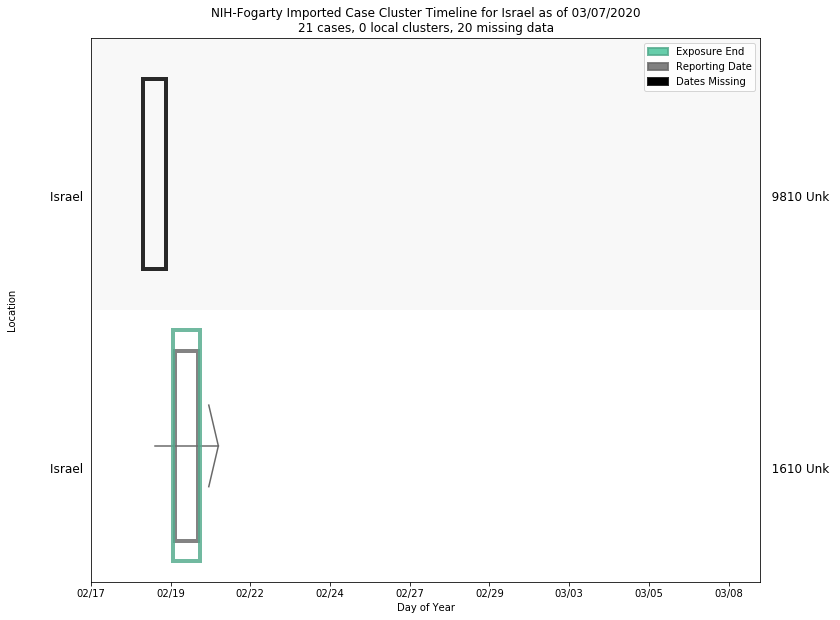 NIH-Fogarty Imported Case Cluster Timeline for Israel as of 03/07/2020
21 cases, 0 local clusters, 20 missing data
Exposure End
Reporting Date
Dates Missing
Israel
9810 Unk
Location
Israel
1610 Unk
02/17 02/19 02/22 02/24 02/27 02/29 03/03 03/05 03/08
Day of Year